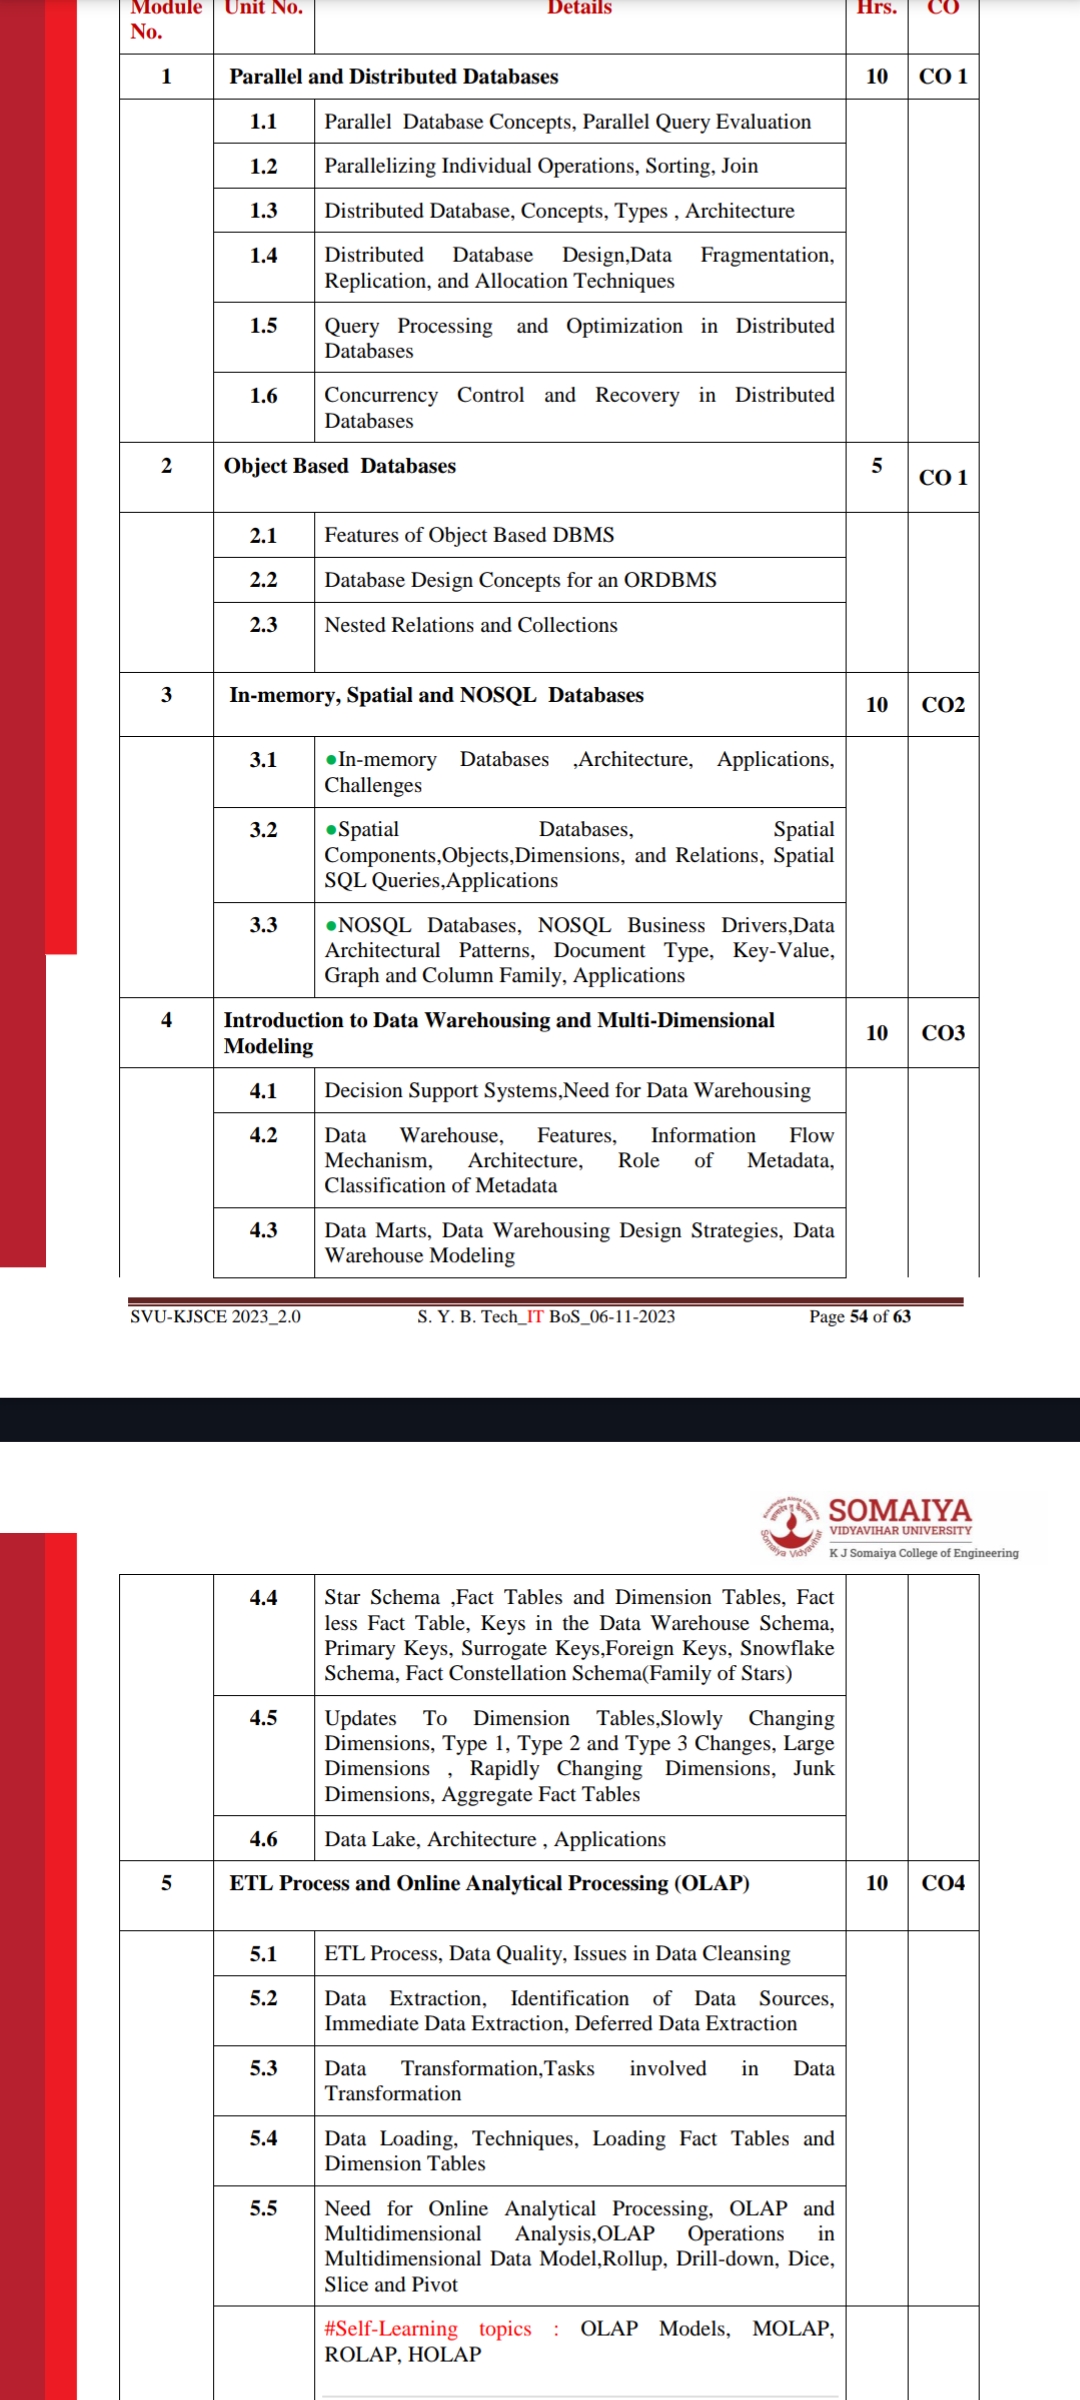 Module Unit No. Details Hrs. CO
No.
1 Parallel and Distributed Databases 10 CO 1
1.1 Parallel Database Concepts, Parallel Query Evaluation
1.2 Parallelizing Individual Operations, Sorting, Join
1.3 Distributed Database, Concepts, Types , Architecture
1.4 Distributed Database Design,Data Fragmentation,
Replication, and Allocation Techniques
1.5 Query Processing and Optimization in Distributed
Databases
1.6 Concurrency Control and Recovery in Distributed
Databases
2 Object Based Databases 5 CO 1
2.1 Features of Object Based DBMS
2.2 Database Design Concepts for an ORDBMS
2.3 Nested Relations and Collections
3 In-memory, Spatial and NOSQL Databases 10 CO2
3.1 ●In-memory Databases ,Architecture, Applications,
Challenges
3.2 ●Spatial Databases, Spatial
Components,Objects,Dimensions, and Relations, Spatial
SQL Queries,Applications
3.3 ●NOSQL Databases, NOSQL Business Drivers,Data
Architectural Patterns, Document Type, Key-Value,
Graph and Column Family, Applications
4 Introduction to Data Warehousing and Multi-Dimensional
Modeling 10 CO3
4.1 Decision Support Systems,Need for Data Warehousing
4.2 Data Warehouse, Features, Information Flow
Mechanism, Architecture, Role of Metadata,
Classification of Metadata
4.3 Data Marts, Data Warehousing Design Strategies, Data
Warehouse Modeling
SVU-KJSCE 2023_2.0 S. Y. B. Tech_IT BoS_06-11-2023 Page 54 of 63
SOMAIYA
VIDYAVIHAR UNIVERSITY
K J Somaiya College of Engineering
4.4 Star Schema ,Fact Tables and Dimension Tables, Fact
less Fact Table, Keys in the Data Warehouse Schema,
Primary Keys, Surrogate Keys,Foreign Keys, Snowflake
Schema, Fact Constellation Schema(Family of Stars)
4.5 Updates To Dimension Tables,Slowly Changing
Dimensions, Type 1, Type 2 and Type 3 Changes, Large
Dimensions , Rapidly Changing Dimensions, Junk
Dimensions, Aggregate Fact Tables
4.6 Data Lake, Architecture , Applications
5 ETL Process and Online Analytical Processing (OLAP) 10 CO4
5.1 ETL Process, Data Quality, Issues in Data Cleansing
5.2 Data Extraction, Identification of Data Sources,
Immediate Data Extraction, Deferred Data Extraction
5.3 Data Transformation,Tasks involved in Data
Transformation
5.4 Data Loading, Techniques, Loading Fact Tables and
Dimension Tables
5.5 Need for Online Analytical Processing, OLAP and
Multidimensional Analysis,OLAP Operations in
Multidimensional Data Model,Rollup, Drill-down, Dice,
Slice and Pivot
#Self-Learning topics : OLAP Models, MOLAP,
ROLAP, HOLAP